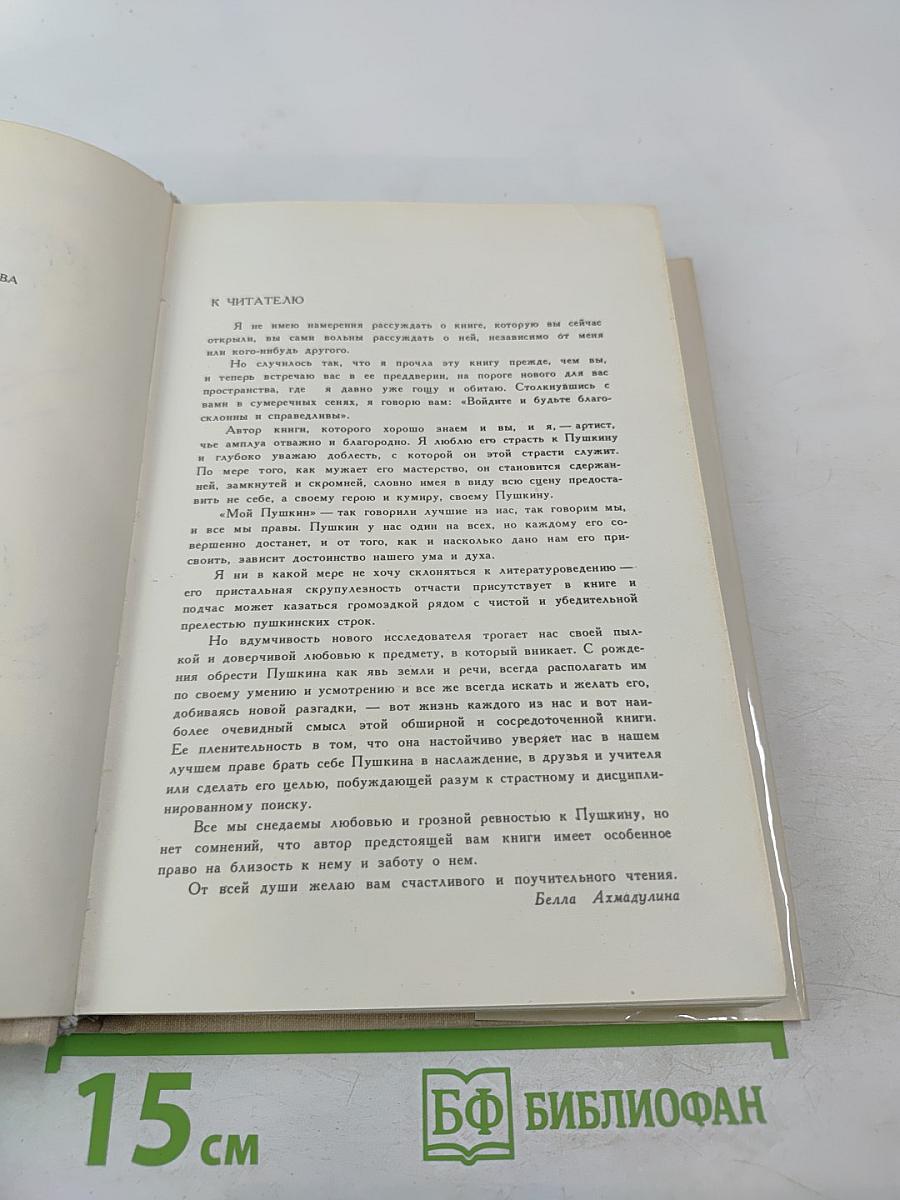 ВА
К ЧИТАТЕЛЮ
Я не имею намерения рассуждать о книге, которую вы сейчас
открыли, вы сами вольны рассуждать о ней, независимо от меня
или кого-нибудь другого.
Но случилось так, что я прочла эту книгу прежде, чем вы,
и теперь встречаю вас в ее преддверии, на пороге нового для вас
пространства, где я давно уже гощу и обитаю. Столкнувшись с
вами в сумеречных сенях, я говорю вам: «Войдите и будьте благо-
склонны и справедливы».
Автор книги, которого хорошо знаем и вы, и я, — артист,
чье амплуа отважно и благородно. Я люблю его страсть к Пушкину
и глубоко уважаю доблесть, с которой он этой страсти служит.
По мере того, как мужает его мастерство, он становится сдержан-
ней, замкнутей и скромней, словно имея в виду всю сцену предоста-
вить не себе, а своему герою и кумиру, своему Пушкину.
«Мой Пушкин» — так говорили лучшие из нас, так говорим мы,
и все мы правы. Пушкин у нас один на всех, но каждому его со-
вершенно достанет, и от того, как и насколько дано нам его при-
своить, зависит достоинство нашего ума и духа.
Я ни в какой мере не хочу склоняться к литературоведению —
его пристальная скрупулезность отчасти присутствует в книге и
подчас может казаться громоздкой рядом с чистой и убедительной
прелестью пушкинских строк.
Но вдумчивость нового исследователя трогает нас своей пыл-
кой и доверчивой любовью к предмету, в который вникает. С рожде-
ния обрести Пушкина как явь земли и речи, всегда располагать им
по своему умению и усмотрению и все же всегда искать и желать его,
добиваясь новой разгадки, — вот жизнь каждого из нас и вот наи-
более очевидный смысл этой обширной и сосредоточенной книги.
Ее пленительность в том, что она настойчиво уверяет нас в нашем
лучшем праве брать себе Пушкина в наслаждение, в друзья и учителя
или сделать его целью, побуждающей разум к страстному и дисципли-
нированному поиску.
Все мы снедаемы любовью и грозной ревностью к Пушкину, но
нет сомнений, что автор предстоящей вам книги имеет особенное
право на близость к нему и заботу о нем.
От всей души желаю вам счастливого и поучительного чтения.
Белла Ахмадулина
15 см
БФ БИБЛИОФАН